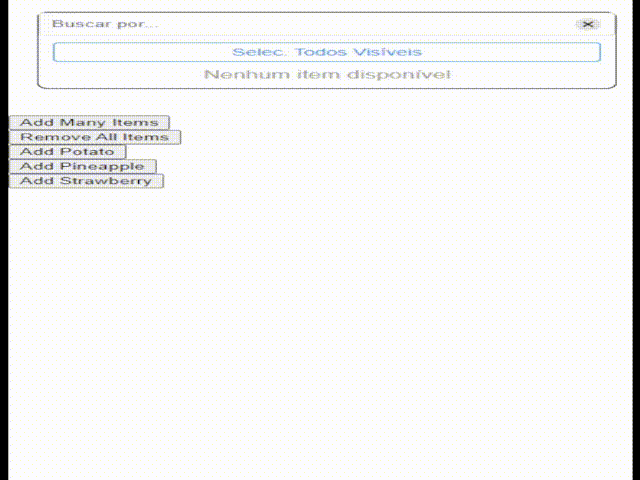 Buscar por...
Selec. Todos Visíveis
Nenhum item disponível
Add Many Items
Remove All Items
Add Potato
Add Pineapple
Add Strawberry